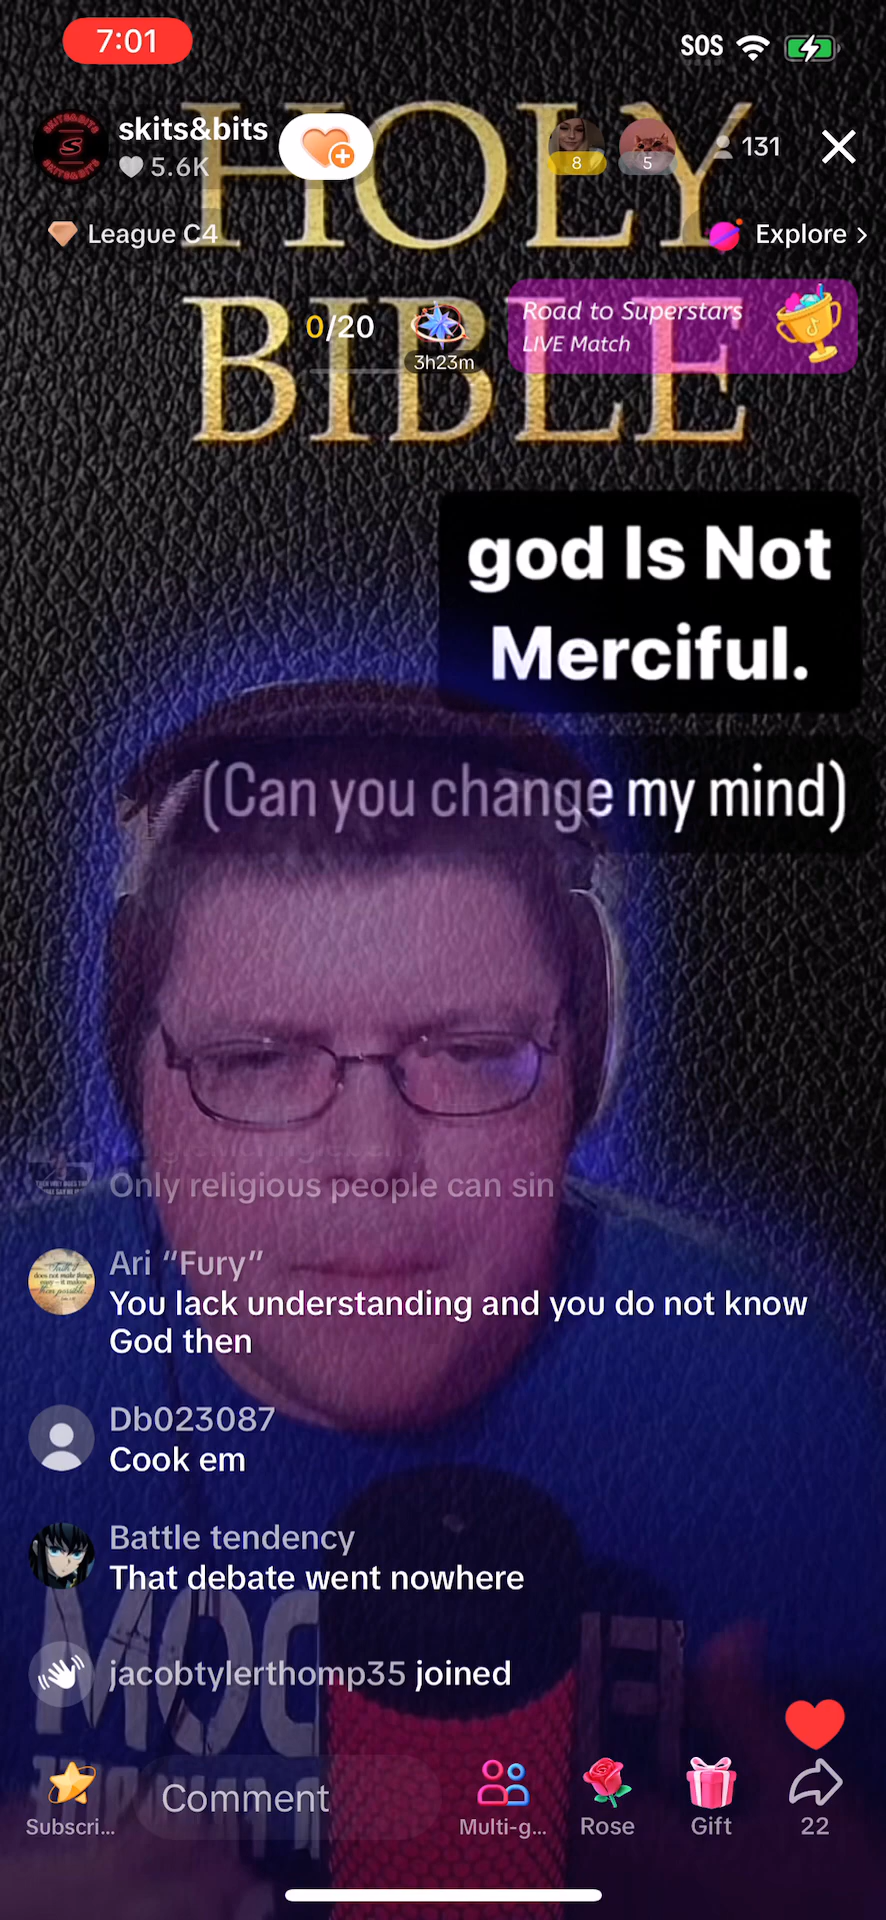 7:01
SOS
HOLY
skits&bits
5.6K
8
5
131
League C4
Explore >
BIBLE
0/20
3h23m
Road to Superstars
LIVE Match
god Is Not
Merciful.
(Can you change my mind)
Only religious people can sin
Ari “Fury”
You lack understanding and you do not know
God then
Db023087
Cook em
Battle tendency
That debate went nowhere
jacobtylerthomp35 joined
Subscri...
Comment
Multi-g...
Rose
Gift
22